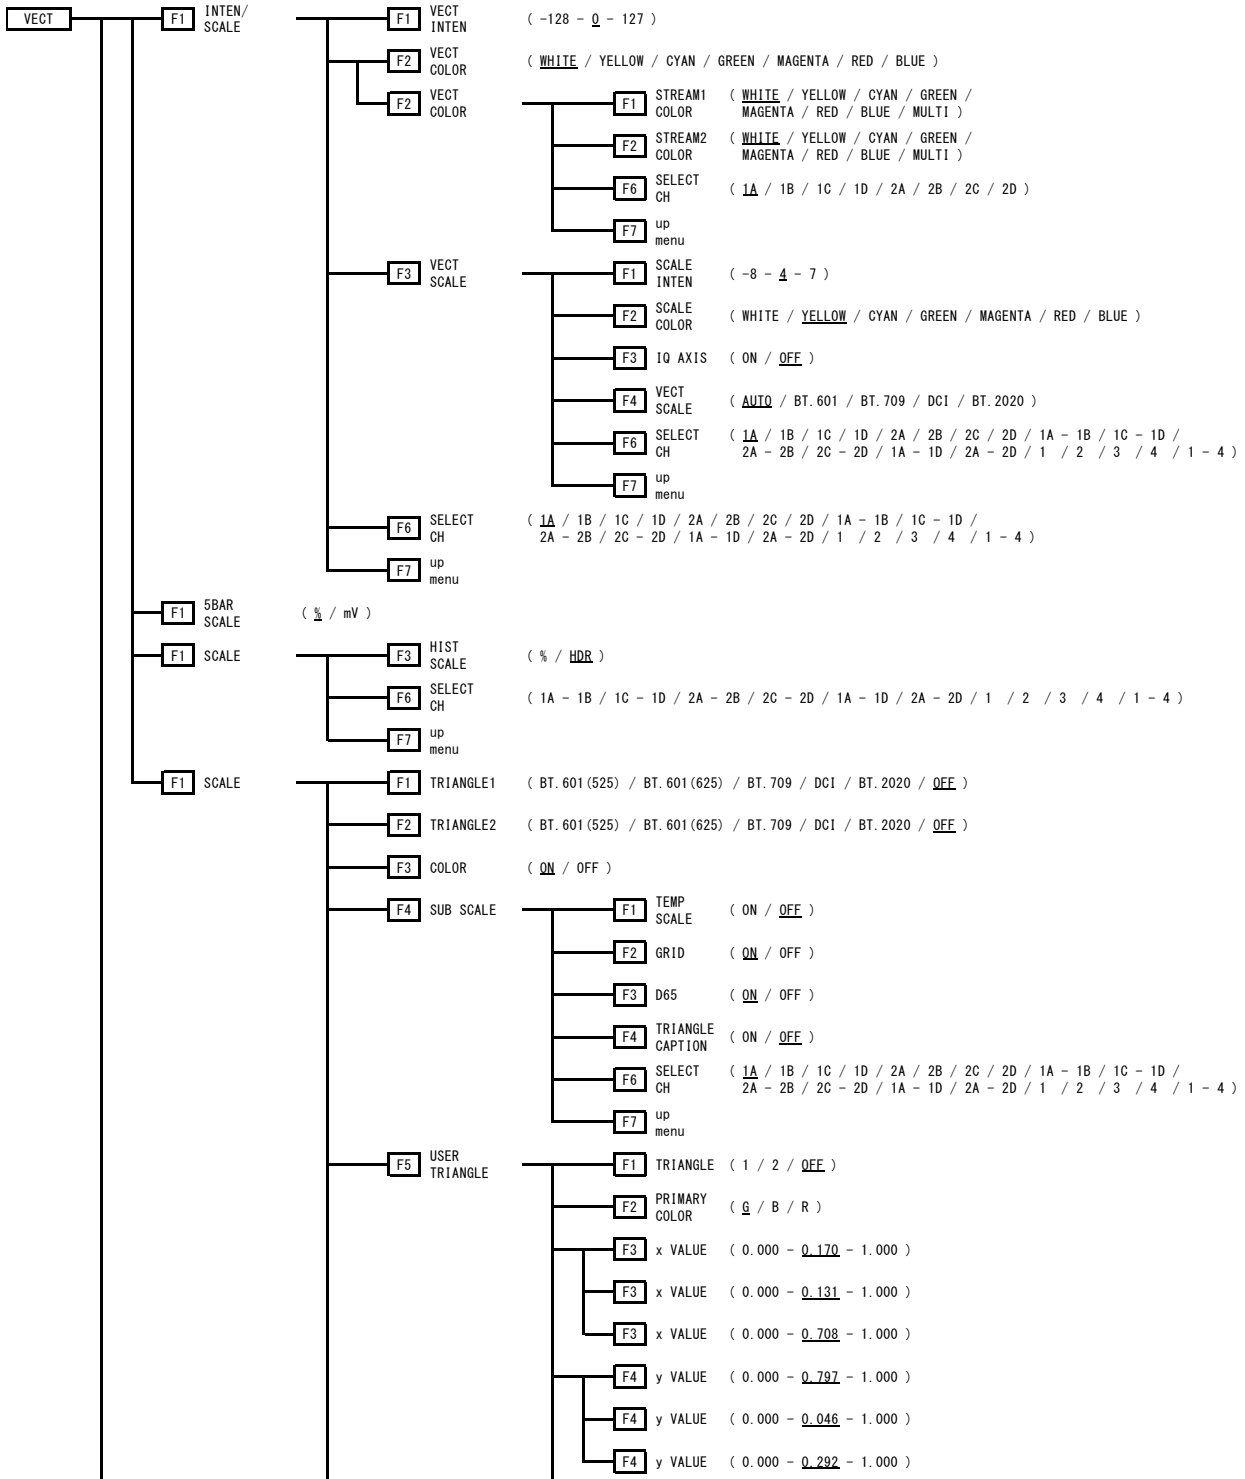 VECT
F1 INTEN/
SCALE
F1 VECT
INTEN
( -128 - 0 - 127 )
F2 VECT
COLOR
( WHITE / YELLOW / CYAN / GREEN / MAGENTA / RED / BLUE )
F2 VECT
COLOR
F1 STREAM1
COLOR
( WHITE / YELLOW / CYAN / GREEN /
MAGENTA / RED / BLUE / MULTI )
F2 STREAM2
COLOR
( WHITE / YELLOW / CYAN / GREEN /
MAGENTA / RED / BLUE / MULTI )
F6 SELECT
CH
( 1A / 1B / 1C / 1D / 2A / 2B / 2C / 2D )
F7 up
menu
F3 VECT
SCALE
F1 SCALE
INTEN
( -8 - 4 - 7 )
F2 SCALE
COLOR
( WHITE / YELLOW / CYAN / GREEN / MAGENTA / RED / BLUE )
F3 IQ AXIS ( ON / OFF )
F4 VECT
SCALE
( AUTO / BT.601 / BT.709 / DCI / BT.2020 )
F6 SELECT
CH
( 1A / 1B / 1C / 1D / 2A / 2B / 2C / 2D / 1A - 1B / 1C - 1D /
2A - 2B / 2C - 2D / 1A - 1D / 2A - 2D / 1 / 2 / 3 / 4 / 1 - 4 )
F7 up
menu
F6 SELECT
CH
( 1A / 1B / 1C / 1D / 2A / 2B / 2C / 2D / 1A - 1B / 1C - 1D /
2A - 2B / 2C - 2D / 1A - 1D / 2A - 2D / 1 / 2 / 3 / 4 / 1 - 4 )
F7 up
menu
F1 5BAR
SCALE
( % / mV )
F1 SCALE
F3 HIST
SCALE
( % / HDR )
F6 SELECT
CH
( 1A - 1B / 1C - 1D / 2A - 2B / 2C - 2D / 1A - 1D / 2A - 2D / 1 / 2 / 3 / 4 / 1 - 4 )
F7 up
menu
F1 SCALE
F1 TRIANGLE1 ( BT.601(525) / BT.601(625) / BT.709 / DCI / BT.2020 / OFF )
F2 TRIANGLE2 ( BT.601(525) / BT.601(625) / BT.709 / DCI / BT.2020 / OFF )
F3 COLOR ( ON / OFF )
F4 SUB SCALE
F1 TEMP
SCALE
( ON / OFF )
F2 GRID ( ON / OFF )
F3 D65 ( ON / OFF )
F4 TRIANGLE
CAPTION
( ON / OFF )
F6 SELECT
CH
( 1A / 1B / 1C / 1D / 2A / 2B / 2C / 2D / 1A - 1B / 1C - 1D /
2A - 2B / 2C - 2D / 1A - 1D / 2A - 2D / 1 / 2 / 3 / 4 / 1 - 4 )
F7 up
menu
F5 USER
TRIANGLE
F1 TRIANGLE ( 1 / 2 / OFF )
F2 PRIMARY
COLOR
( G / B / R )
F3 x VALUE ( 0.000 - 0.170 - 1.000 )
F3 x VALUE ( 0.000 - 0.131 - 1.000 )
F3 x VALUE ( 0.000 - 0.708 - 1.000 )
F4 y VALUE ( 0.000 - 0.797 - 1.000 )
F4 y VALUE ( 0.000 - 0.046 - 1.000 )
F4 y VALUE ( 0.000 - 0.292 - 1.000 )